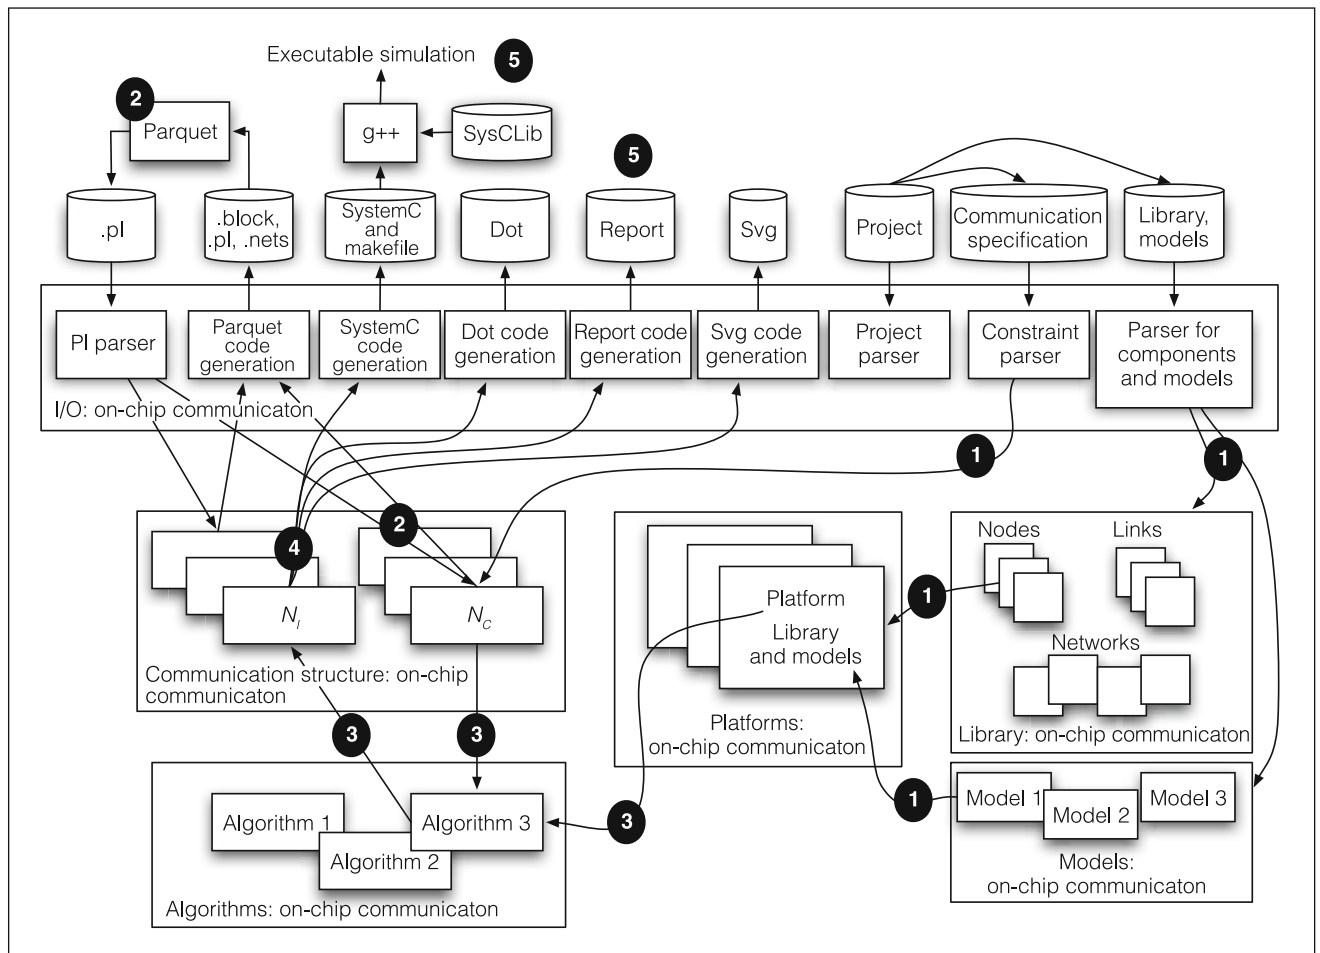 Executable simulation
5
2
Parquet
g++
SysCLib
5
.pl
.block,
.pl, .nets
SystemC
and
makefile
Dot
Report
Svg
Project
Communication
specification
Library,
models
PI parser
Parquet
code
generation
SystemC
code
generation
Dot code
generation
Report code
generation
Svg code
generation
Project
parser
Constraint
parser
Parser for
components
and models
I/O: on-chip communicaton
1
1
2
4
N_I
N_C
Communication structure: on-chip
communicaton
Platform
Library
and models
Platforms:
on-chip communicaton
1
Nodes
Links
Networks
Library: on-chip communicaton
3
3
3
1
Algorithm 1
Algorithm 2
Algorithm 3
Algorithms: on-chip communicaton
Model 1
Model 2
Model 3
Models:
on-chip communicaton